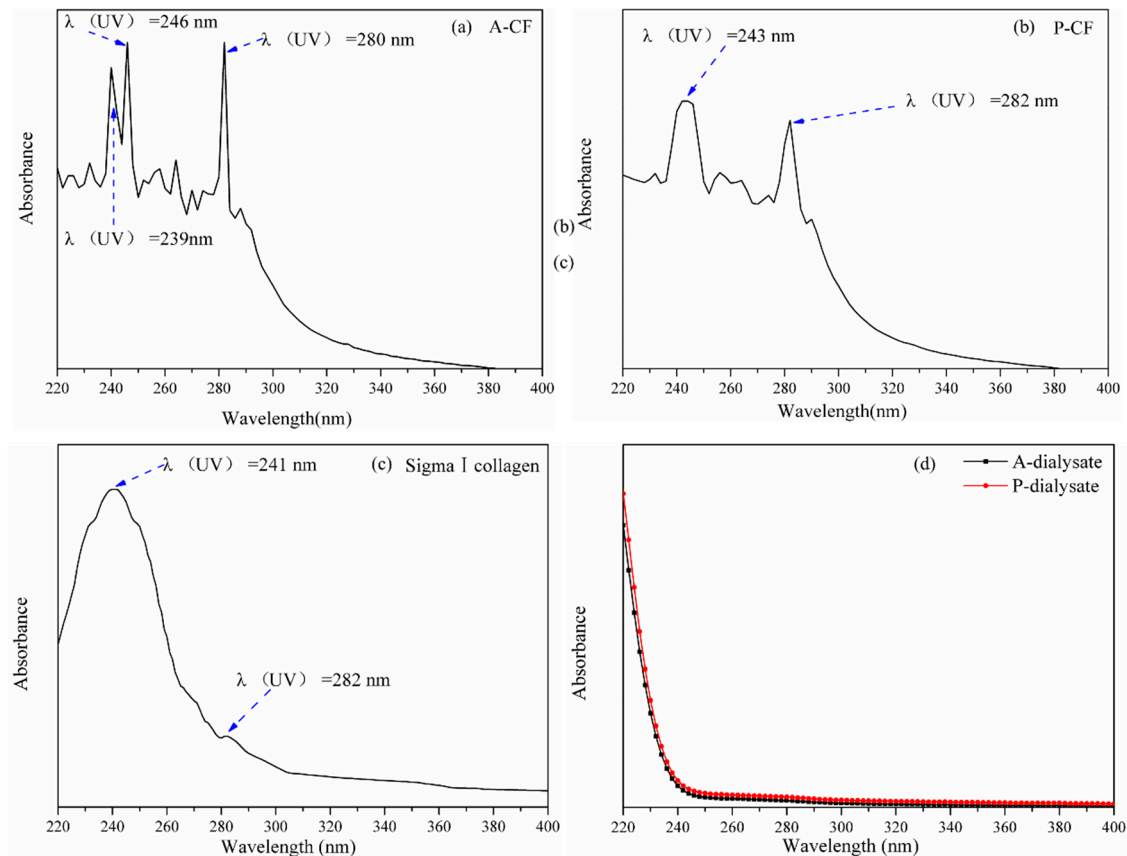 λ （UV） =246 nm
(a) A-CF
λ （UV） =280 nm
λ （UV） =239nm
Absorbance
220 240 260 280 300 320 340 360 380 400
Wavelength(nm)
(b)
(c)
(b) P-CF
λ （UV） =243 nm
λ （UV） =282 nm
Absorbance
220 240 260 280 300 320 340 360 380 400
Wavelength(nm)
λ （UV） =241 nm
(c) Sigma Ⅰ collagen
λ （UV） =282 nm
Absorbance
220 240 260 280 300 320 340 360 380 400
Wavelength(nm)
(d)
A-dialysate
P-dialysate
Absorbance
220 240 260 280 300 320 340 360 380 400
Wavelength(nm)